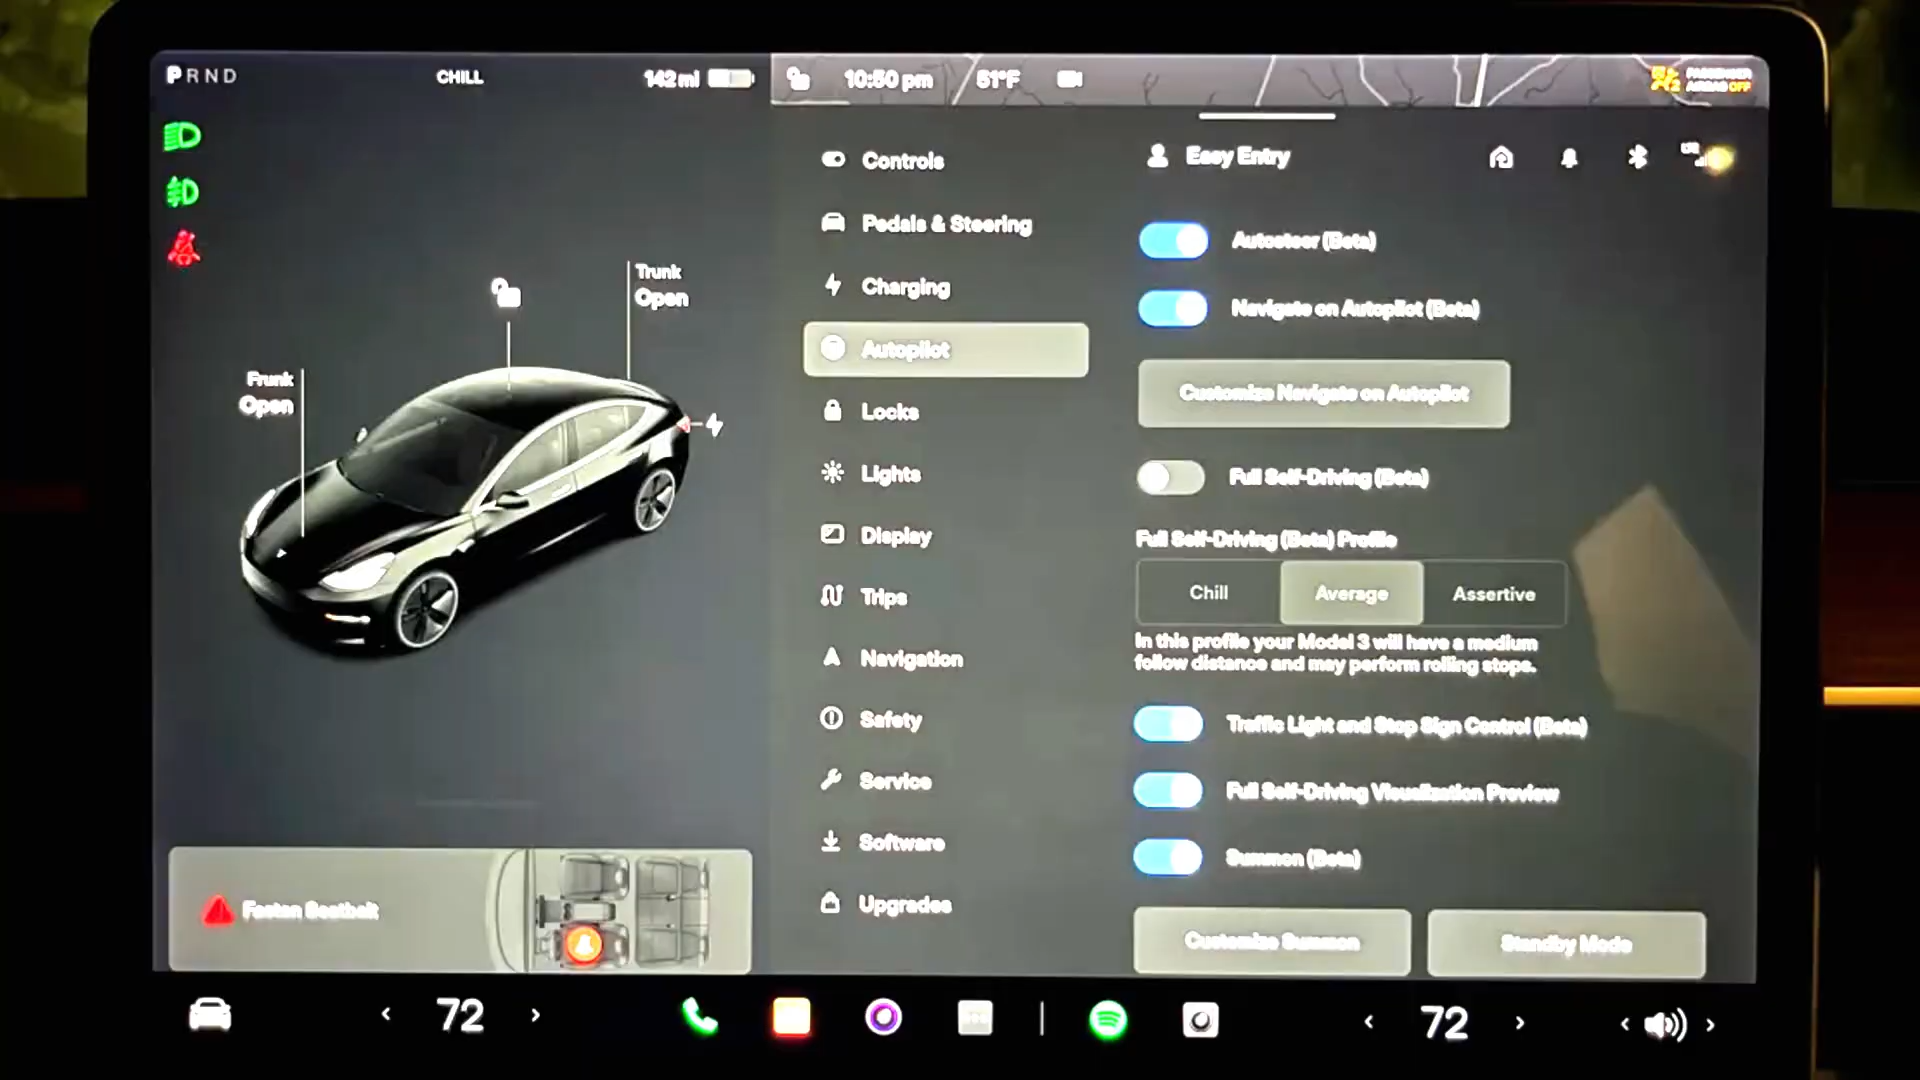 PRND
CHILL
142 mi
10:50 pm
51°F
PASSENGER
AIRBAG OFF
Trunk
Open
Frunk
Open
Fasten Seatbelt
Controls
Pedals & Steering
Charging
Autopilot
Locks
Lights
Display
Trips
Navigation
Safety
Service
Software
Upgrades
Easy Entry
LTE
Autosteer (Beta)
Navigate on Autopilot (Beta)
Customize Navigate on Autopilot
Full Self-Driving (Beta)
Full Self-Driving (Beta) Profile
Chill
Average
Assertive
In this profile your Model 3 will have a medium
follow distance and may perform rolling stops.
Traffic Light and Stop Sign Control (Beta)
Full Self-Driving Visualization Preview
Summon (Beta)
Customize Summon
Standby Mode
72
72